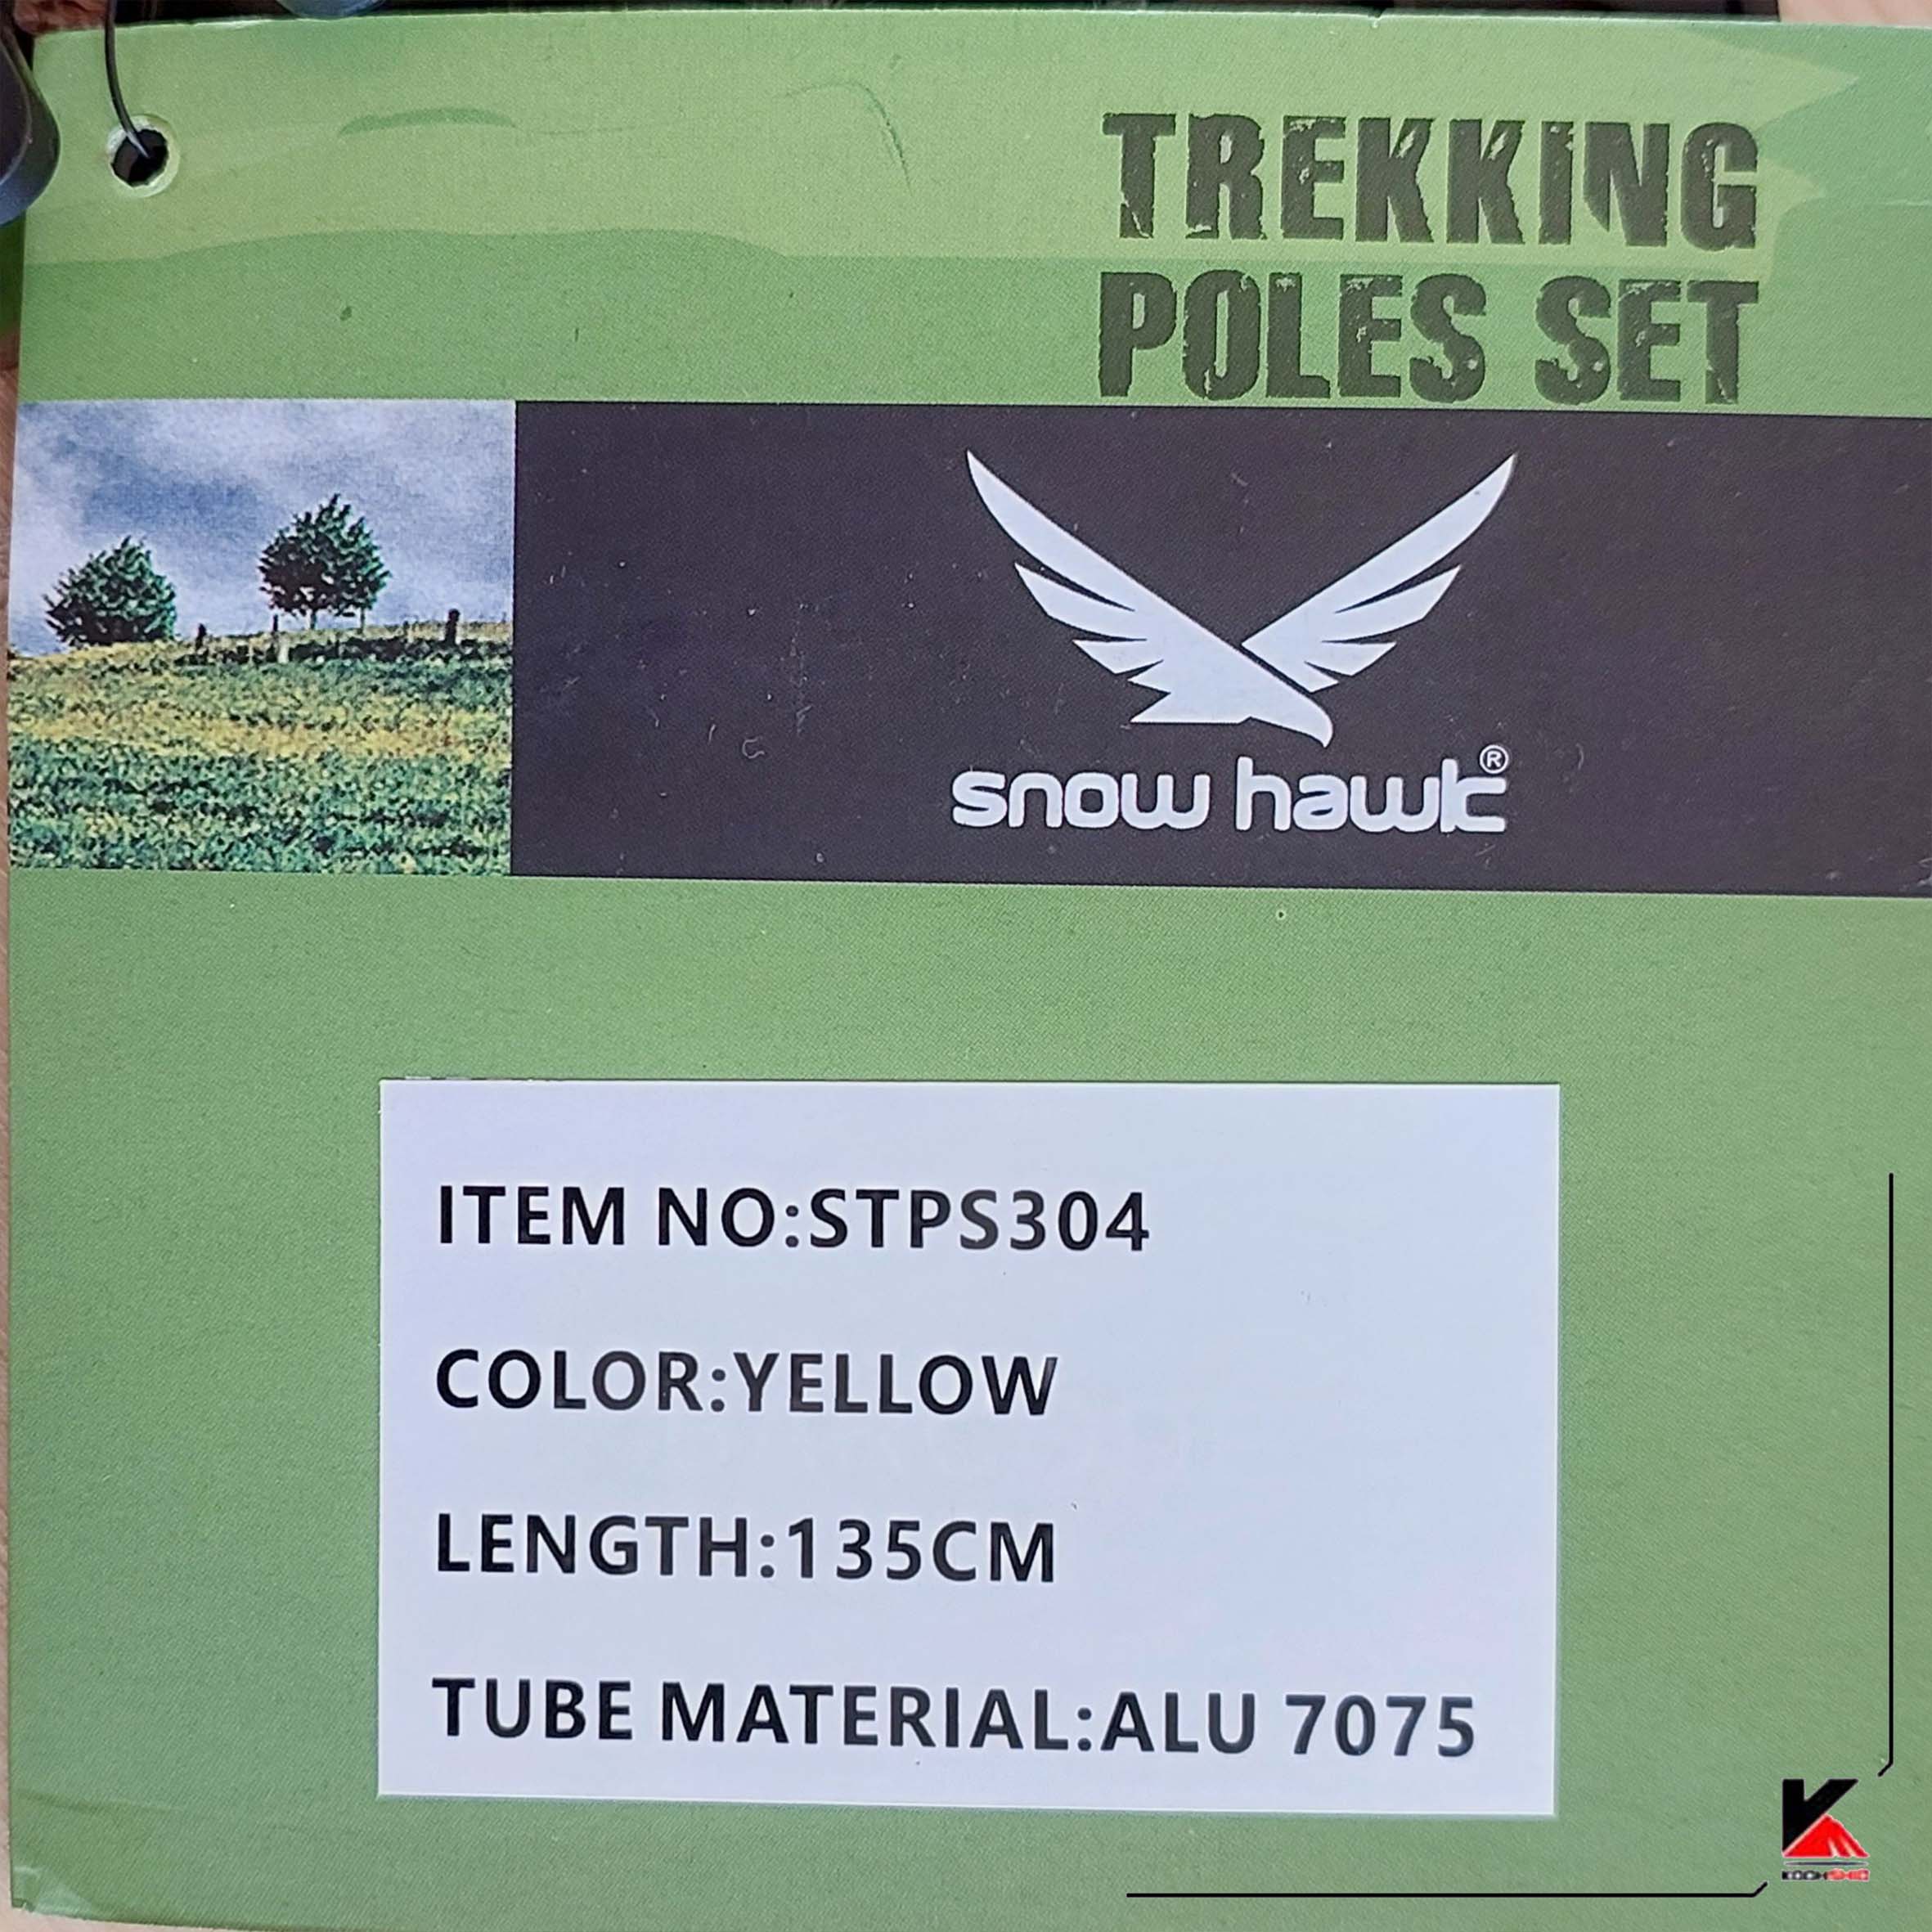 TREKKING
POLES SET
snow hawk®
ITEM NO:STPS304
COLOR:YELLOW
LENGTH:135CM
TUBE MATERIAL:ALU 7075